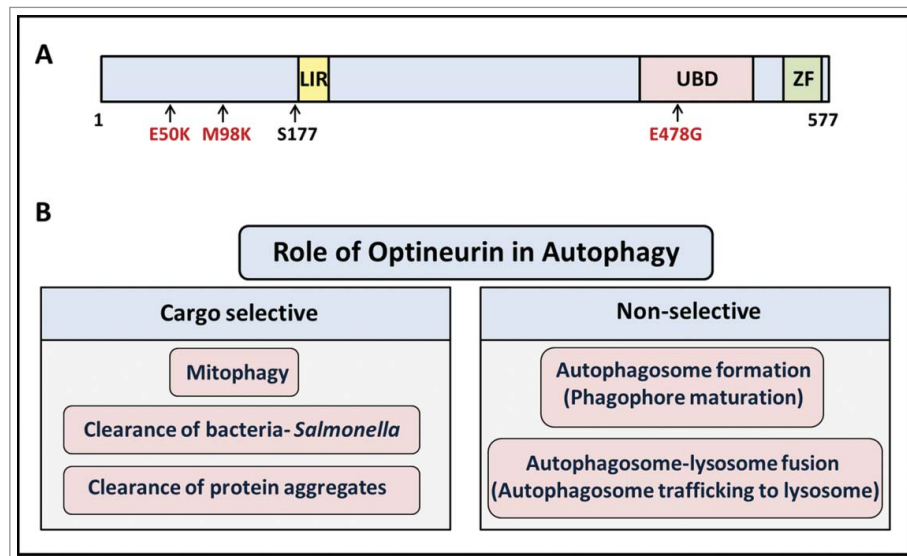 A
LIR
UBD
ZF
1
E50K
M98K
S177
E478G
577
B
Role of Optineurin in Autophagy
Cargo selective
Mitophagy
Clearance of bacteria- Salmonella
Clearance of protein aggregates
Non-selective
Autophagosome formation
(Phagophore maturation)
Autophagosome-lysosome fusion
(Autophagosome trafficking to lysosome)